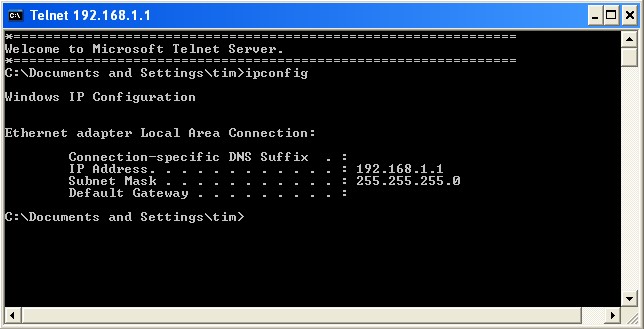 Telnet 192.168.1.1
*===============================================================
Welcome to Microsoft Telnet Server.
*===============================================================
C:\Documents and Settings\tim>ipconfig
Windows IP Configuration
Ethernet adapter Local Area Connection:
Connection-specific DNS Suffix . :
IP Address. . . . . . . . . . . . : 192.168.1.1
Subnet Mask . . . . . . . . . . . : 255.255.255.0
Default Gateway . . . . . . . . . :
C:\Documents and Settings\tim>